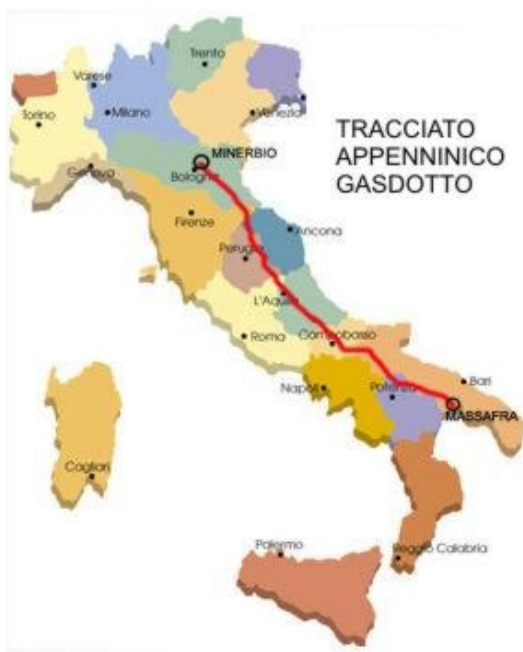 Trento
Varese
Milano
Venezia
Torino
TRACCIATO
APPENNINICO
GASDOTTO
MINERBIO
Bologna
Genova
Firenze
Ancona
Perugia
L'Aquila
Roma
Campobasso
Bari
Napoli
Potenza
MASSAFRA
Cagliari
Palermo
Reggio Calabria